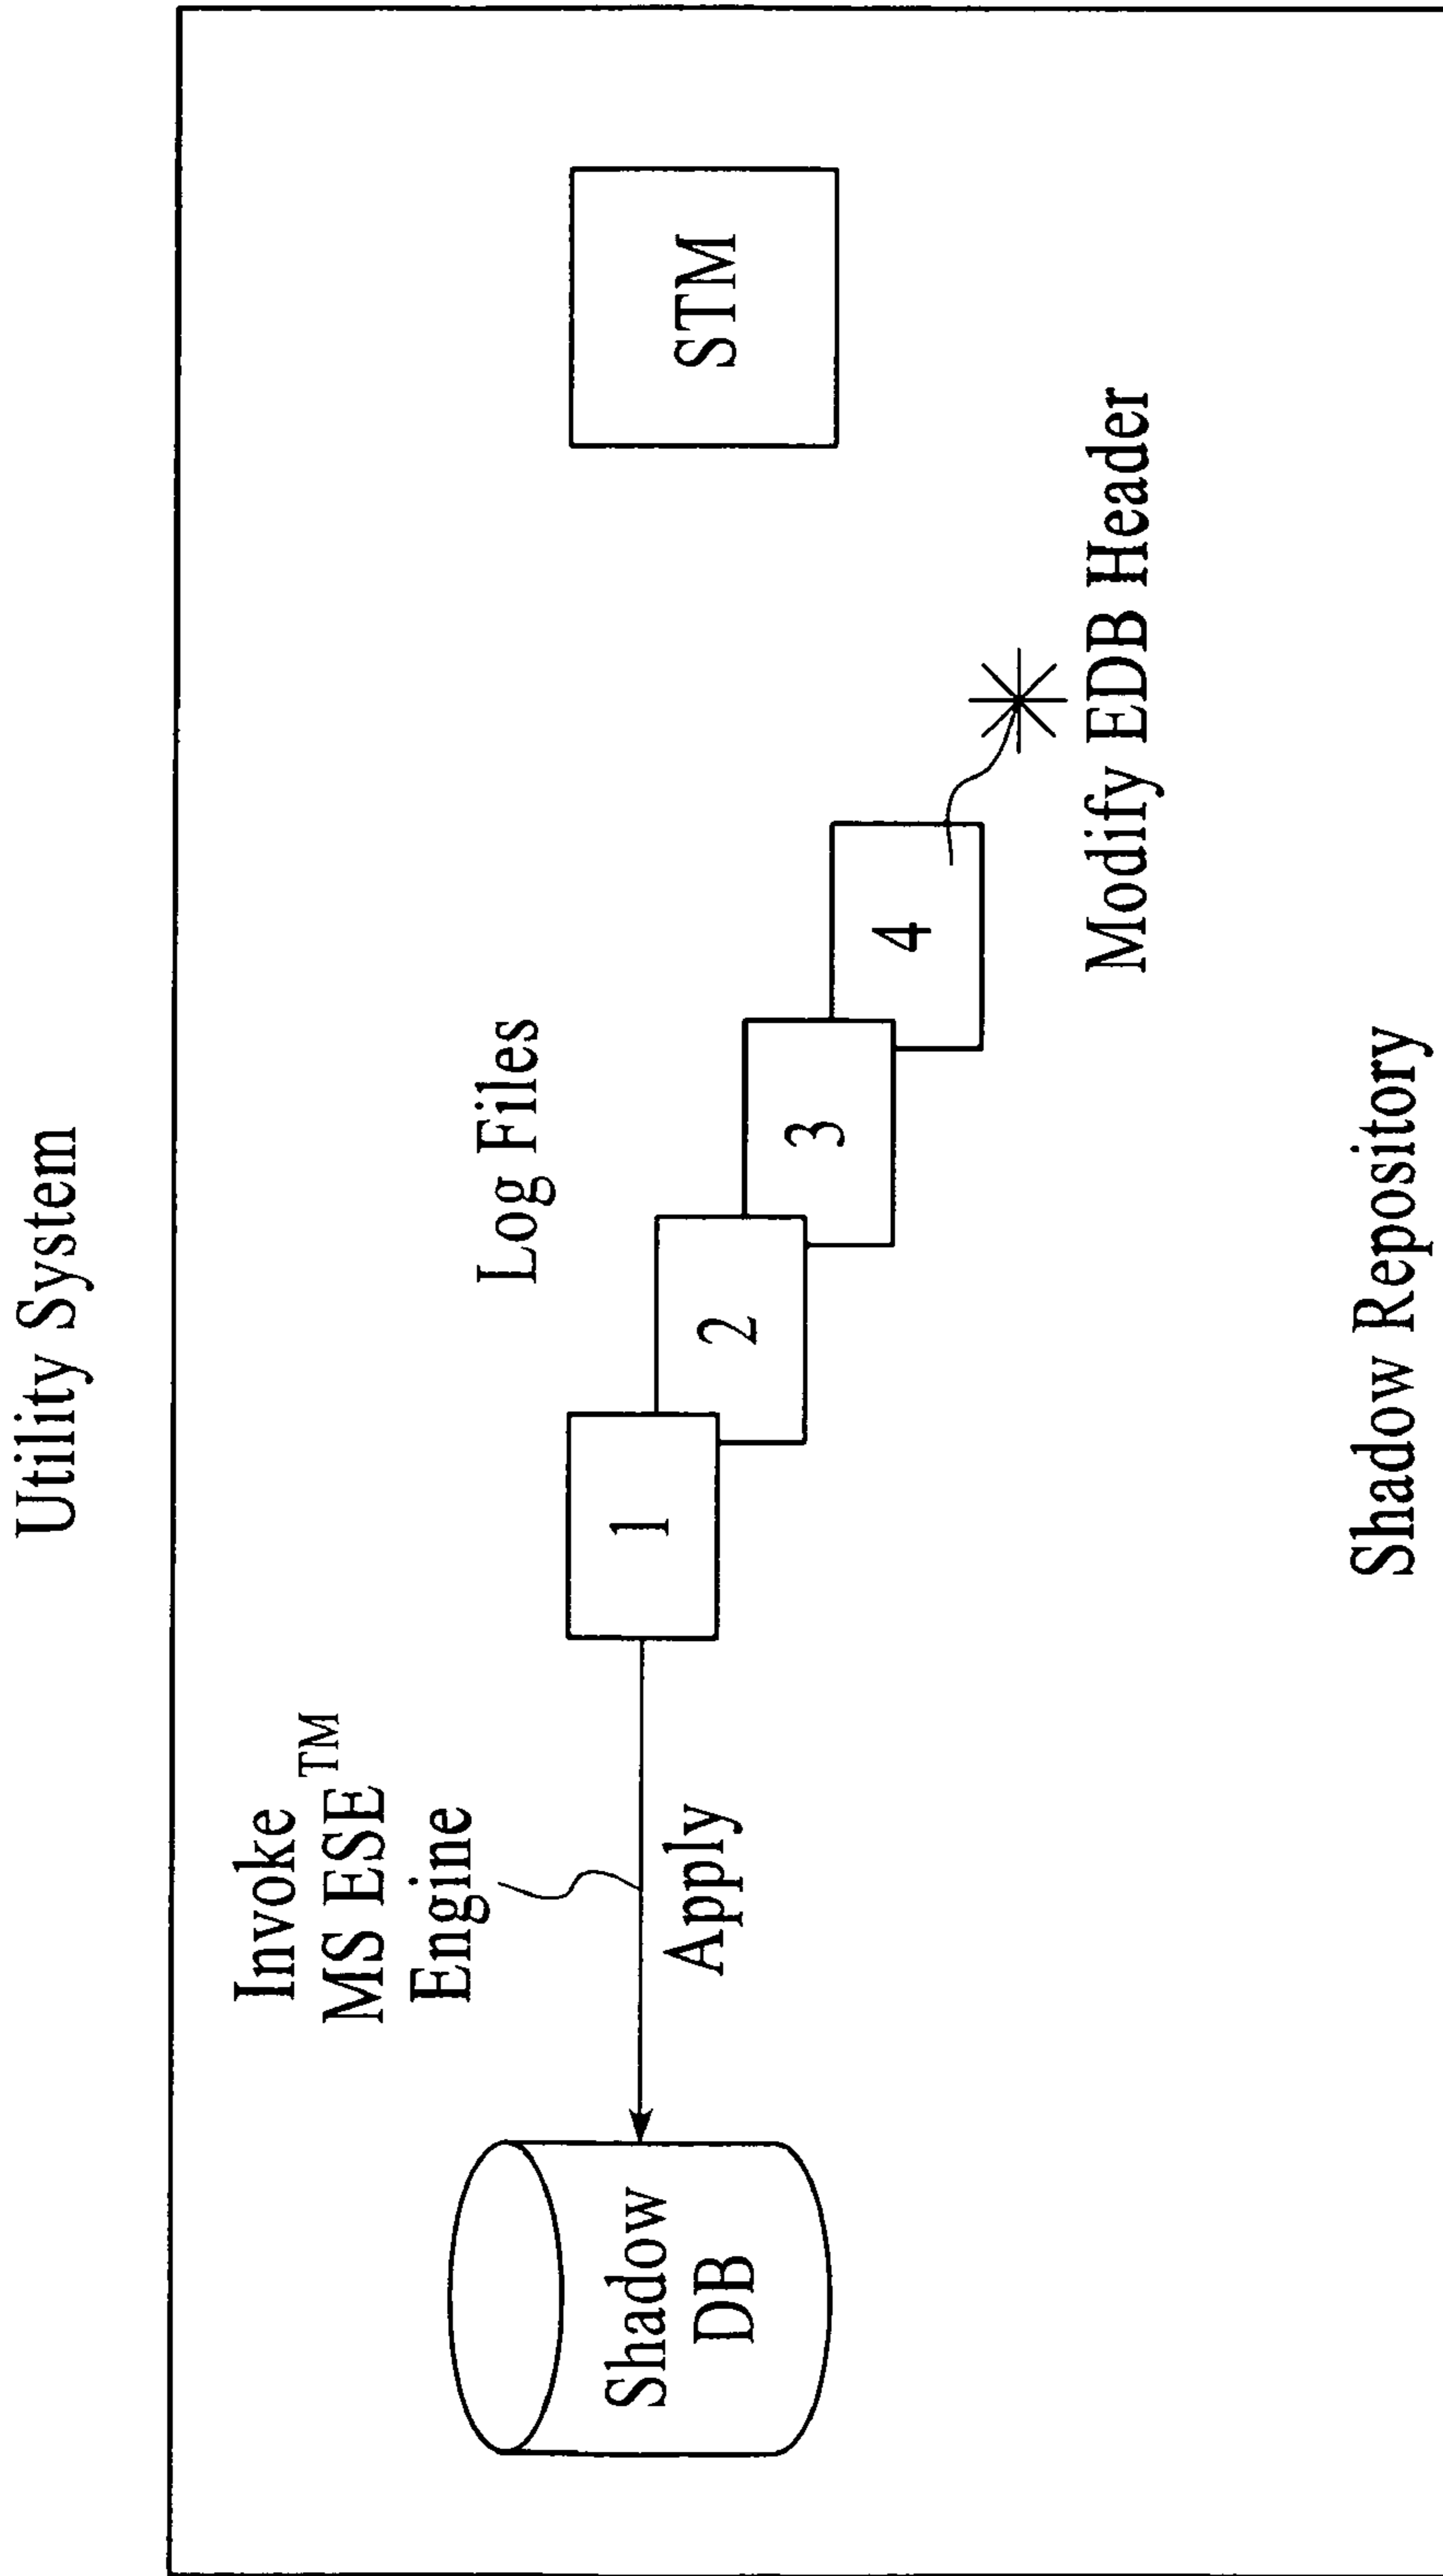 Utility System
Invoke
MS ESE™
Engine
Apply
Shadow
DB
Log Files
1
2
3
4
Modify EDB Header
STM
Shadow Repository